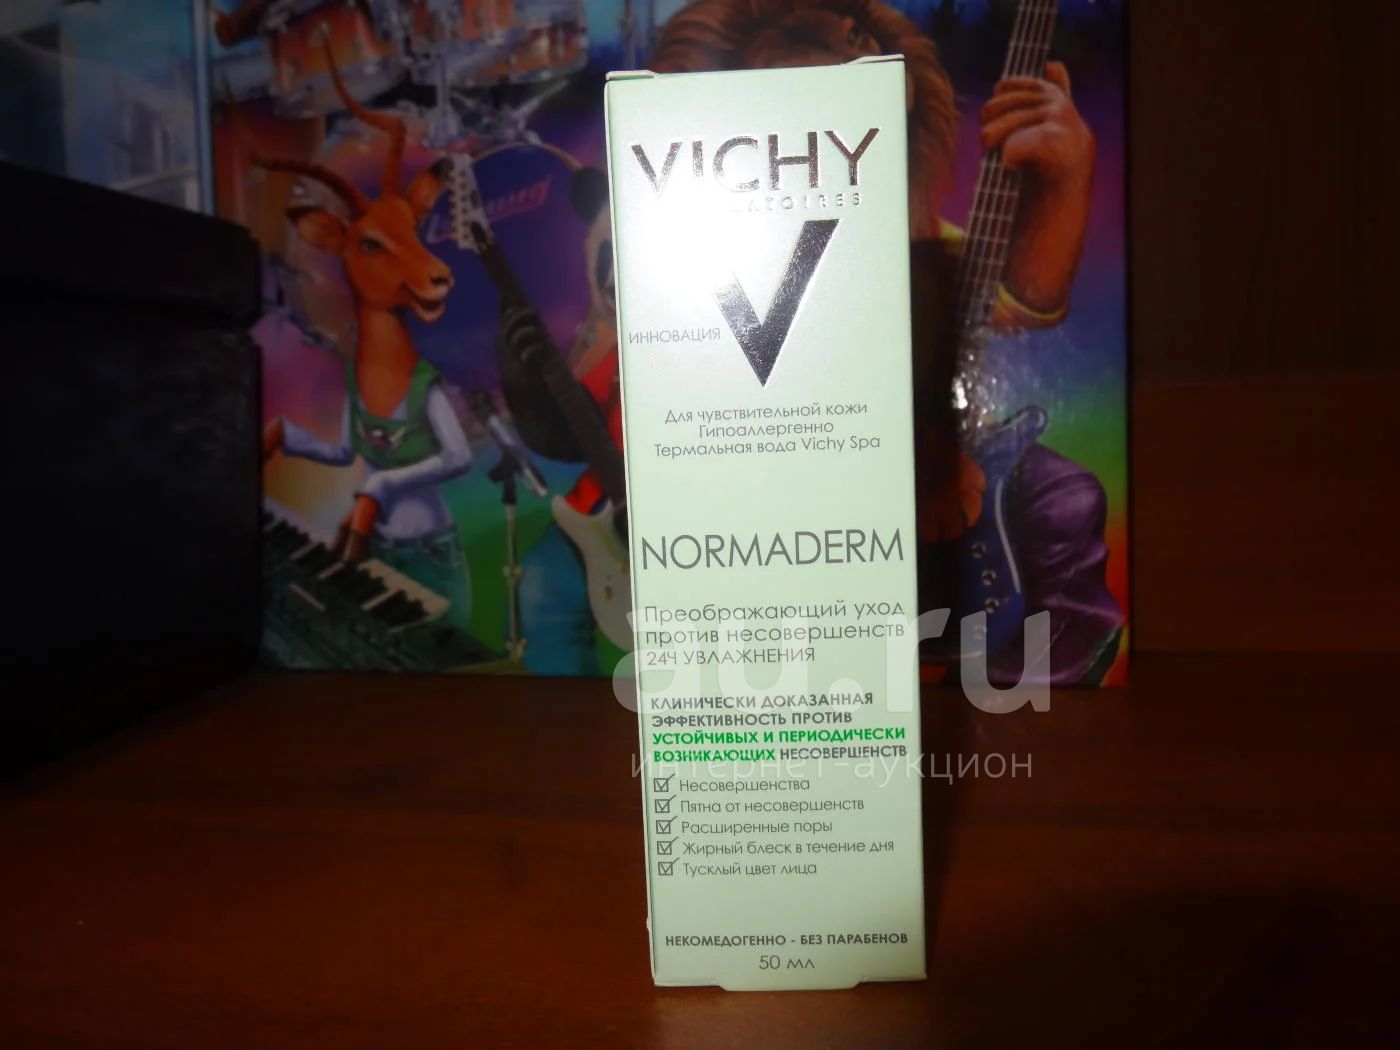 VICHY
ИННОВАЦИЯ
Для чувствительной кожи
Гипоаллергенно
Термальная вода Vichy Spa
NORMADERM
Преображающий уход
против несовершенств
24Ч УВЛАЖНЕНИЯ
КЛИНИЧЕСКИ ДОКАЗАННАЯ
ЭФФЕКТИВНОСТЬ ПРОТИВ
УСТОЙЧИВЫХ И ПЕРИОДИЧЕСКИ
ВОЗНИКАЮЩИХ НЕСОВЕРШЕНСТВ
Несовершенства
Пятна от несовершенств
Расширенные поры
Жирный блеск в течение дня
Тусклый цвет лица
НЕКОМЕДОГЕННО - БЕЗ ПАРАБЕНОВ
50 мл
au.ru
интернет-аукцион